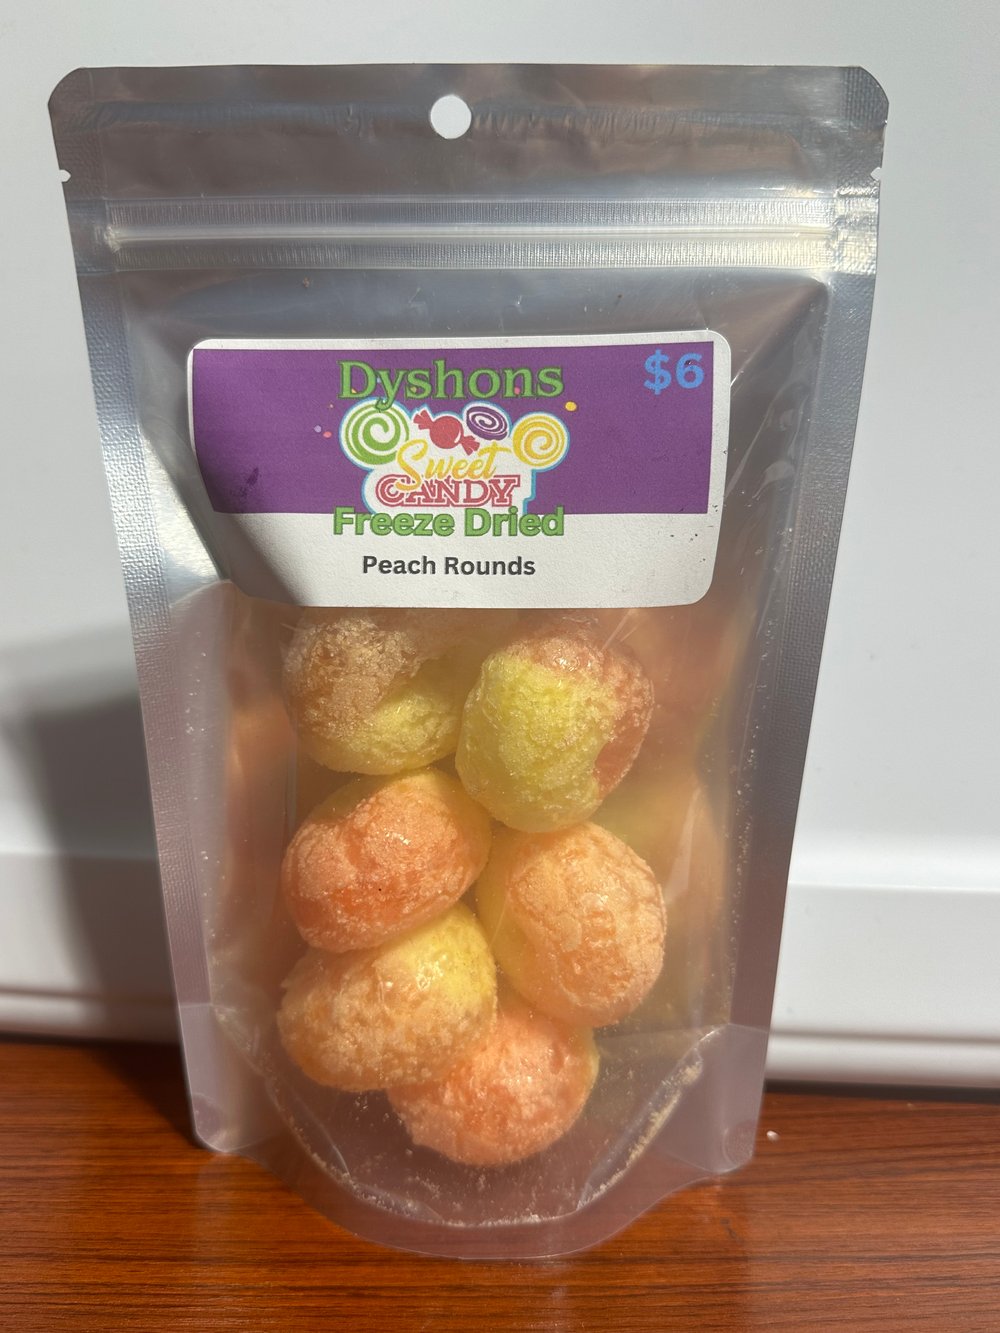 Dyshons
$6
Sweet
CANDY
Freeze Dried
Peach Rounds